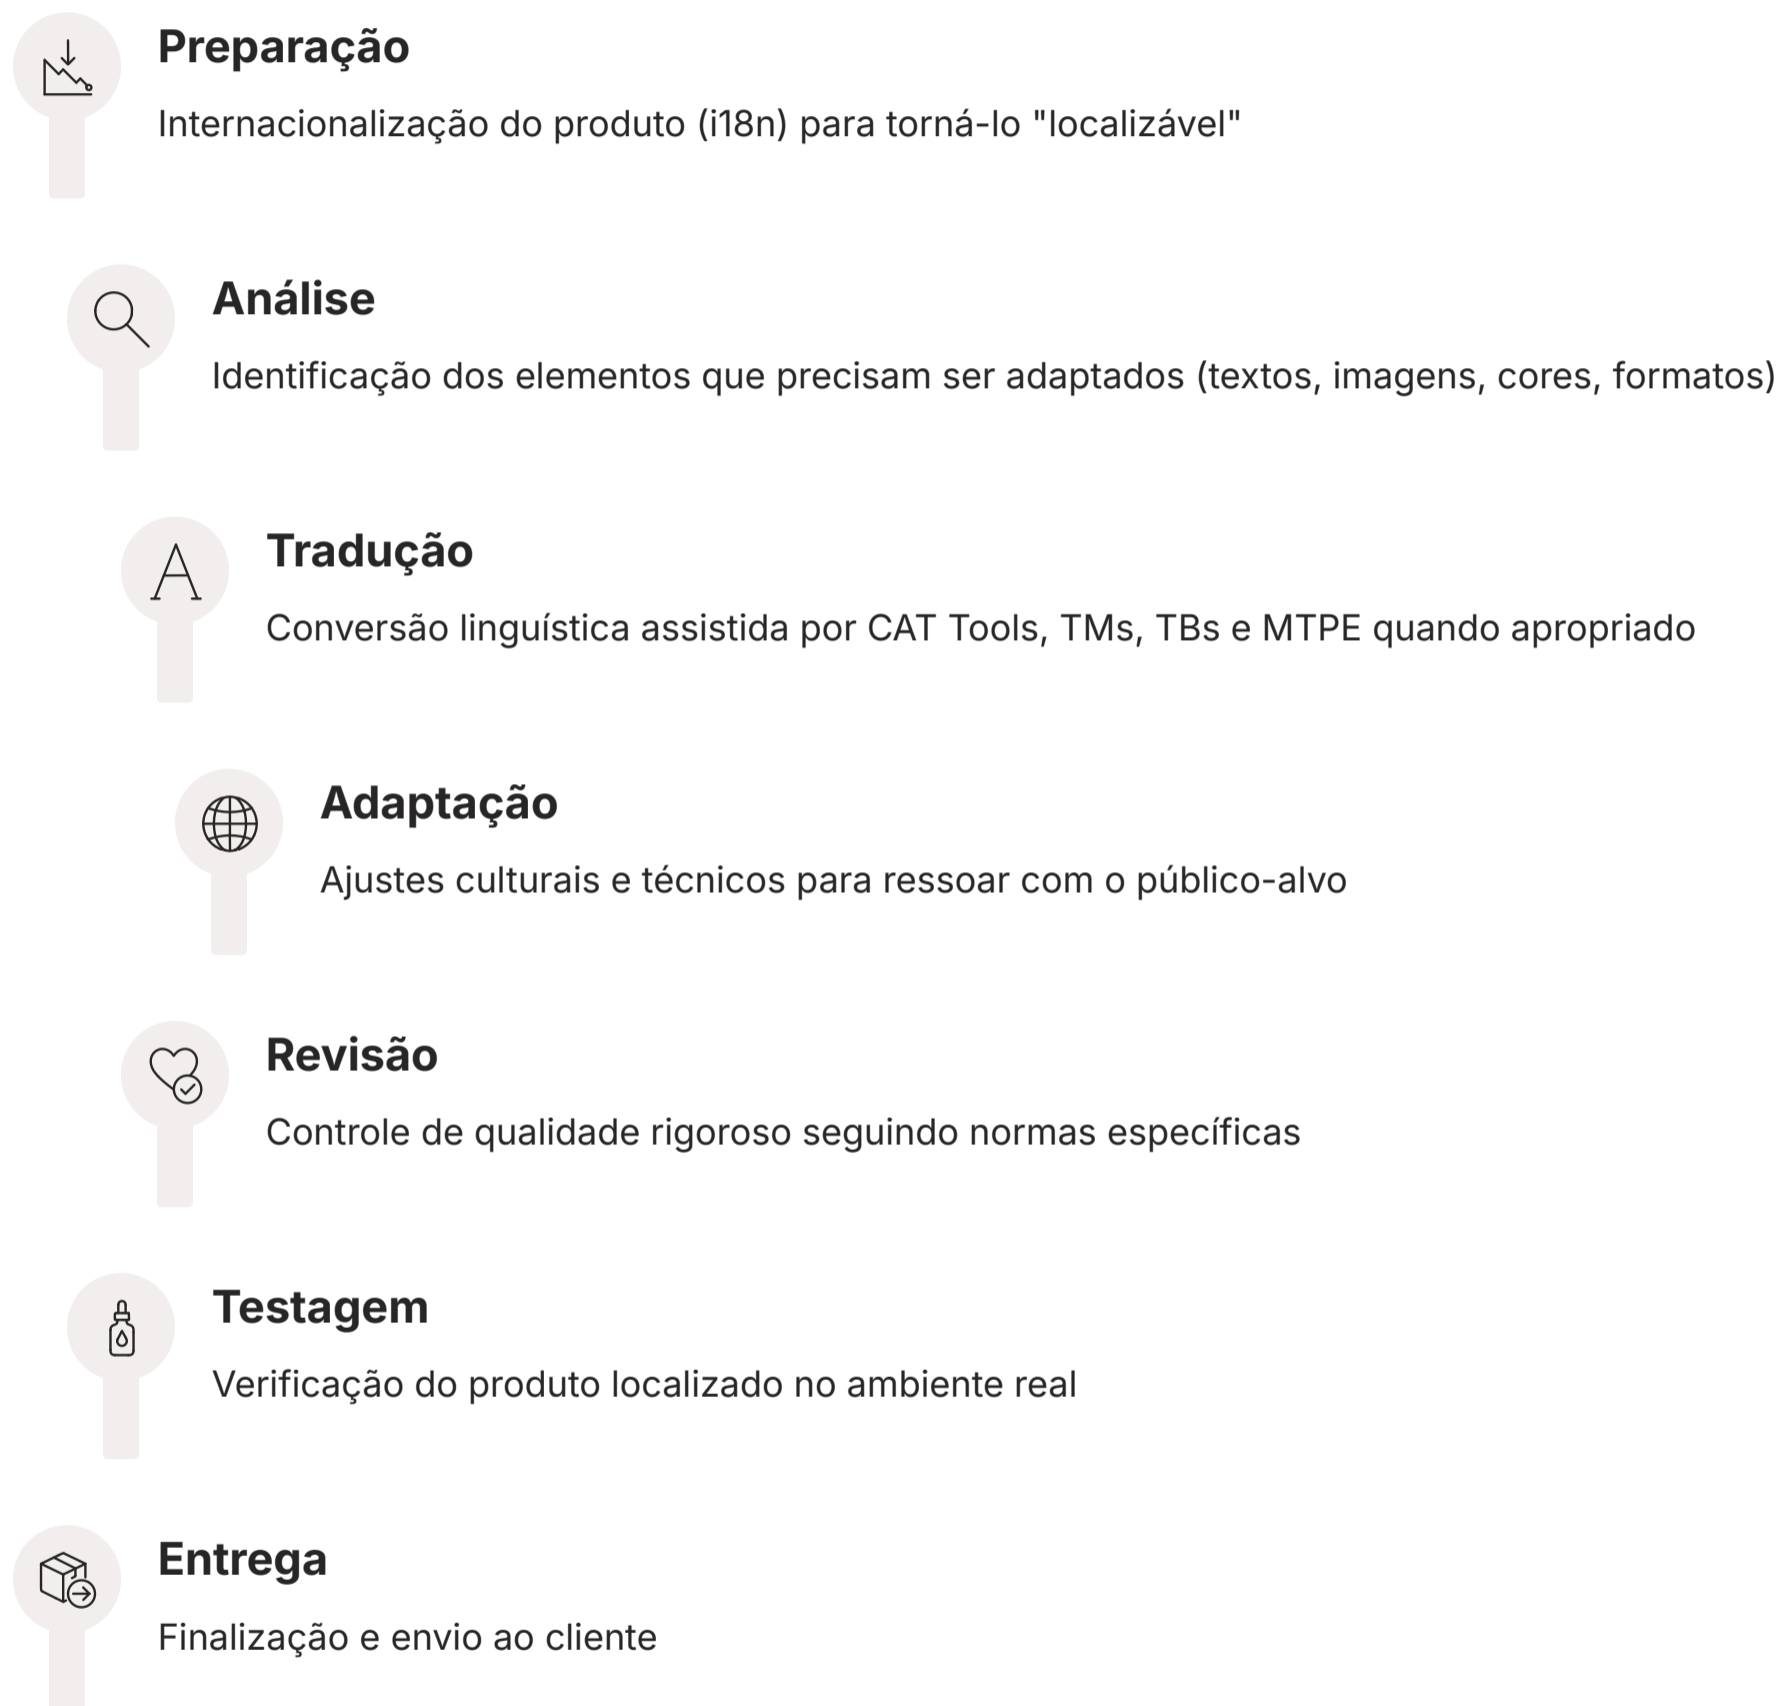 Preparação
Internacionalização do produto (i18n) para torná-lo "localizável"
Análise
Identificação dos elementos que precisam ser adaptados (textos, imagens, cores, formatos)
Tradução
Conversão linguística assistida por CAT Tools, TMs, TBs e MTPE quando apropriado
Adaptação
Ajustes culturais e técnicos para ressoar com o público-alvo
Revisão
Controle de qualidade rigoroso seguindo normas específicas
Testagem
Verificação do produto localizado no ambiente real
Entrega
Finalização e envio ao cliente